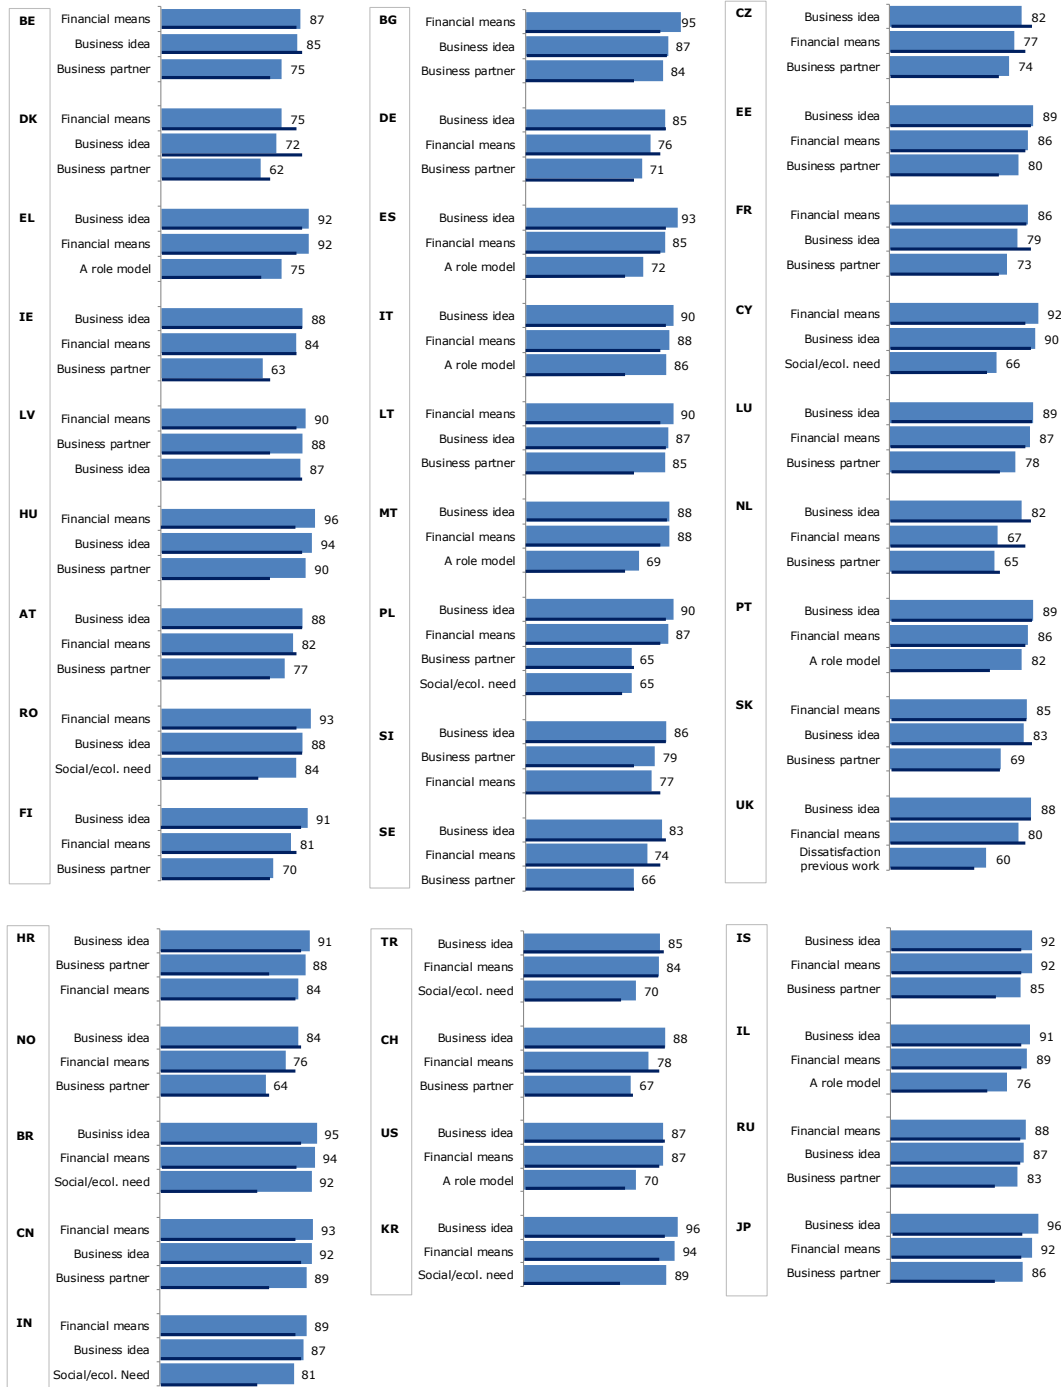 BE
Financial means 87
Business idea 85
Business partner 75
DK
Financial means 75
Business idea 72
Business partner 62
EL
Business idea 92
Financial means 92
A role model 75
IE
Business idea 88
Financial means 84
Business partner 63
LV
Financial means 90
Business partner 88
Business idea 87
HU
Financial means 96
Business idea 94
Business partner 90
AT
Business idea 88
Financial means 82
Business partner 77
RO
Financial means 93
Business idea 88
Social/ecol. need 84
FI
Business idea 91
Financial means 81
Business partner 70
BG
Financial means 95
Business idea 87
Business partner 84
DE
Business idea 85
Financial means 76
Business partner 71
ES
Business idea 93
Financial means 85
A role model 72
IT
Business idea 90
Financial means 88
A role model 86
LT
Financial means 90
Business idea 87
Business partner 85
MT
Business idea 88
Financial means 88
A role model 69
PL
Business idea 90
Financial means 87
Business partner 65
Social/ecol. need 65
SI
Business idea 86
Business partner 79
Financial means 77
SE
Business idea 83
Financial means 74
Business partner 66
CZ
Business idea 82
Financial means 77
Business partner 74
EE
Business idea 89
Financial means 86
Business partner 80
FR
Financial means 86
Business idea 79
Business partner 73
CY
Financial means 92
Business idea 90
Social/ecol. need 66
LU
Business idea 89
Financial means 87
Business partner 78
NL
Business idea 82
Financial means 67
Business partner 65
PT
Business idea 89
Financial means 86
A role model 82
SK
Financial means 85
Business idea 83
Business partner 69
UK
Business idea 88
Financial means 80
Dissatisfaction
previous work 60
HR
Business idea 91
Business partner 88
Financial means 84
NO
Business idea 84
Financial means 76
Business partner 64
BR
Businiss idea 95
Financial means 94
Social/ecol. need 92
CN
Financial means 93
Business idea 92
Business partner 89
IN
Financial means 89
Business idea 87
Social/ecol. Need 81
TR
Business idea 85
Financial means 84
Social/ecol. need 70
CH
Business idea 88
Financial means 78
Business partner 67
US
Business idea 87
Financial means 87
A role model 70
KR
Business idea 96
Financial means 94
Social/ecol. need 89
IS
Business idea 92
Financial means 92
Business partner 85
IL
Business idea 91
Financial means 89
A role model 76
RU
Financial means 88
Business idea 87
Business partner 83
JP
Business idea 96
Financial means 92
Business partner 86